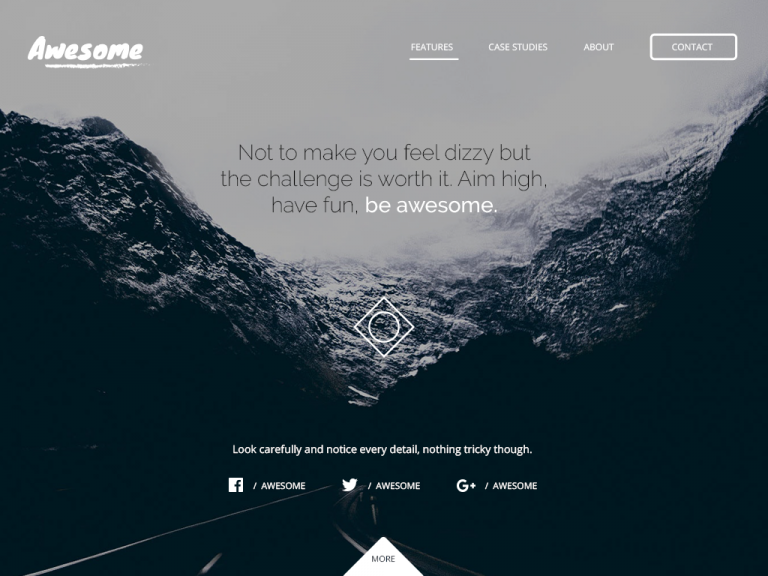 Awesome
FEATURES
CASE STUDIES
ABOUT
CONTACT
Not to make you feel dizzy but
the challenge is worth it. Aim high,
have fun, be awesome.
Look carefully and notice every detail, nothing tricky though.
/ AWESOME
/ AWESOME
/ AWESOME
MORE